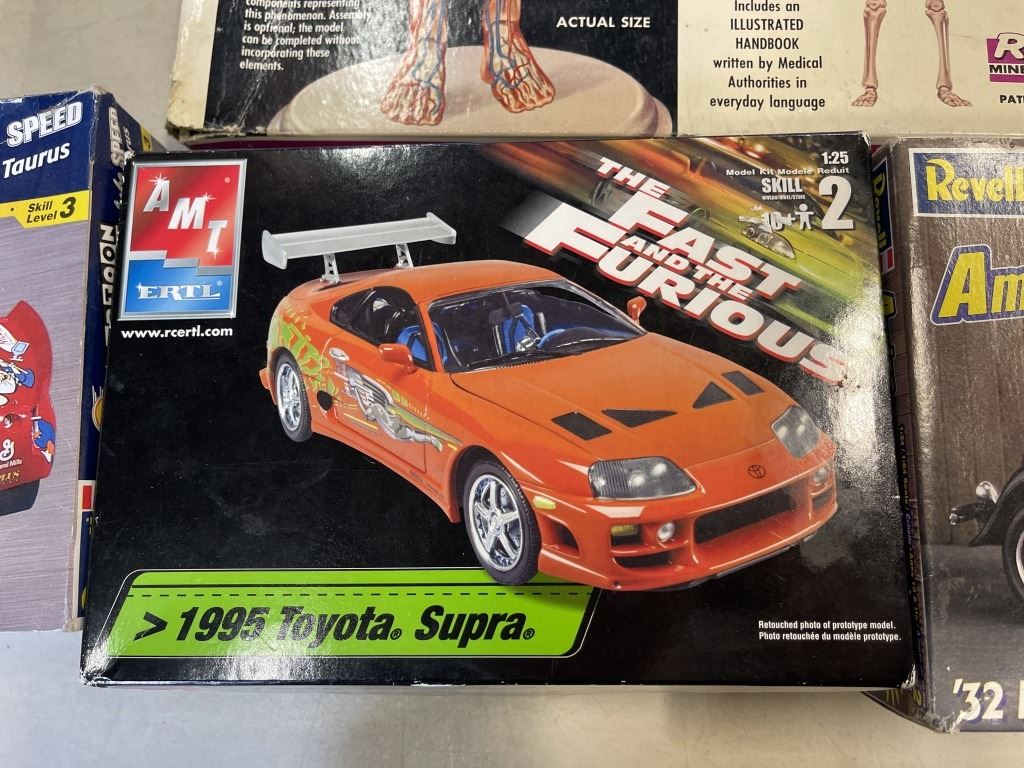 components representing
this phenomenon. Assembly
is optional; the model
can be completed without
incorporating these
elements.
ACTUAL SIZE
Includes an
ILLUSTRATED
HANDBOOK
written by Medical
Authorities in
everyday language
SPEED
Taurus
Skill
Level 3
AMT
ERTL
www.rcertl.com
1:25
Model Kit Modele Reduit
SKILL 2
10+
THE
FAST
AND THE
FURIOUS
> 1995 Toyota® Supra®
Retouched photo of prototype model.
Photo retouchée du modèle prototype.
Revell
'32